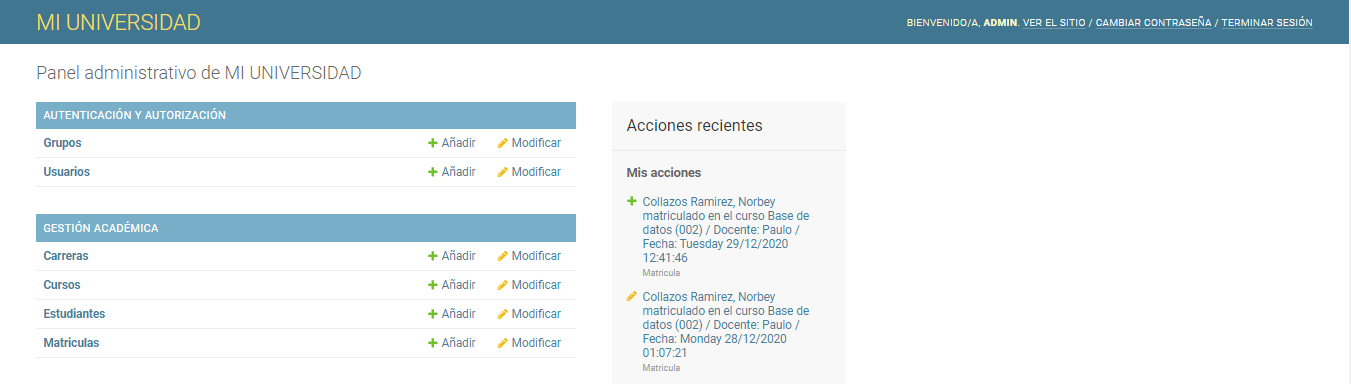 MI UNIVERSIDAD
BIENVENIDO/A, ADMIN. VER EL SITIO / CAMBIAR CONTRASEÑA / TERMINAR SESIÓN
Panel administrativo de MI UNIVERSIDAD
AUTENTICACIÓN Y AUTORIZACIÓN
Grupos Añadir Modificar
Usuarios Añadir Modificar
GESTIÓN ACADÉMICA
Carreras Añadir Modificar
Cursos Añadir Modificar
Estudiantes Añadir Modificar
Matriculas Añadir Modificar
Acciones recientes
Mis acciones
Collazos Ramirez, Norbey
matriculado en el curso Base de
datos (002) / Docente: Paulo /
Fecha: Tuesday 29/12/2020
12:41:46
Matricula
Collazos Ramirez, Norbey
matriculado en el curso Base de
datos (002) / Docente: Paulo /
Fecha: Monday 28/12/2020
01:07:21
Matricula